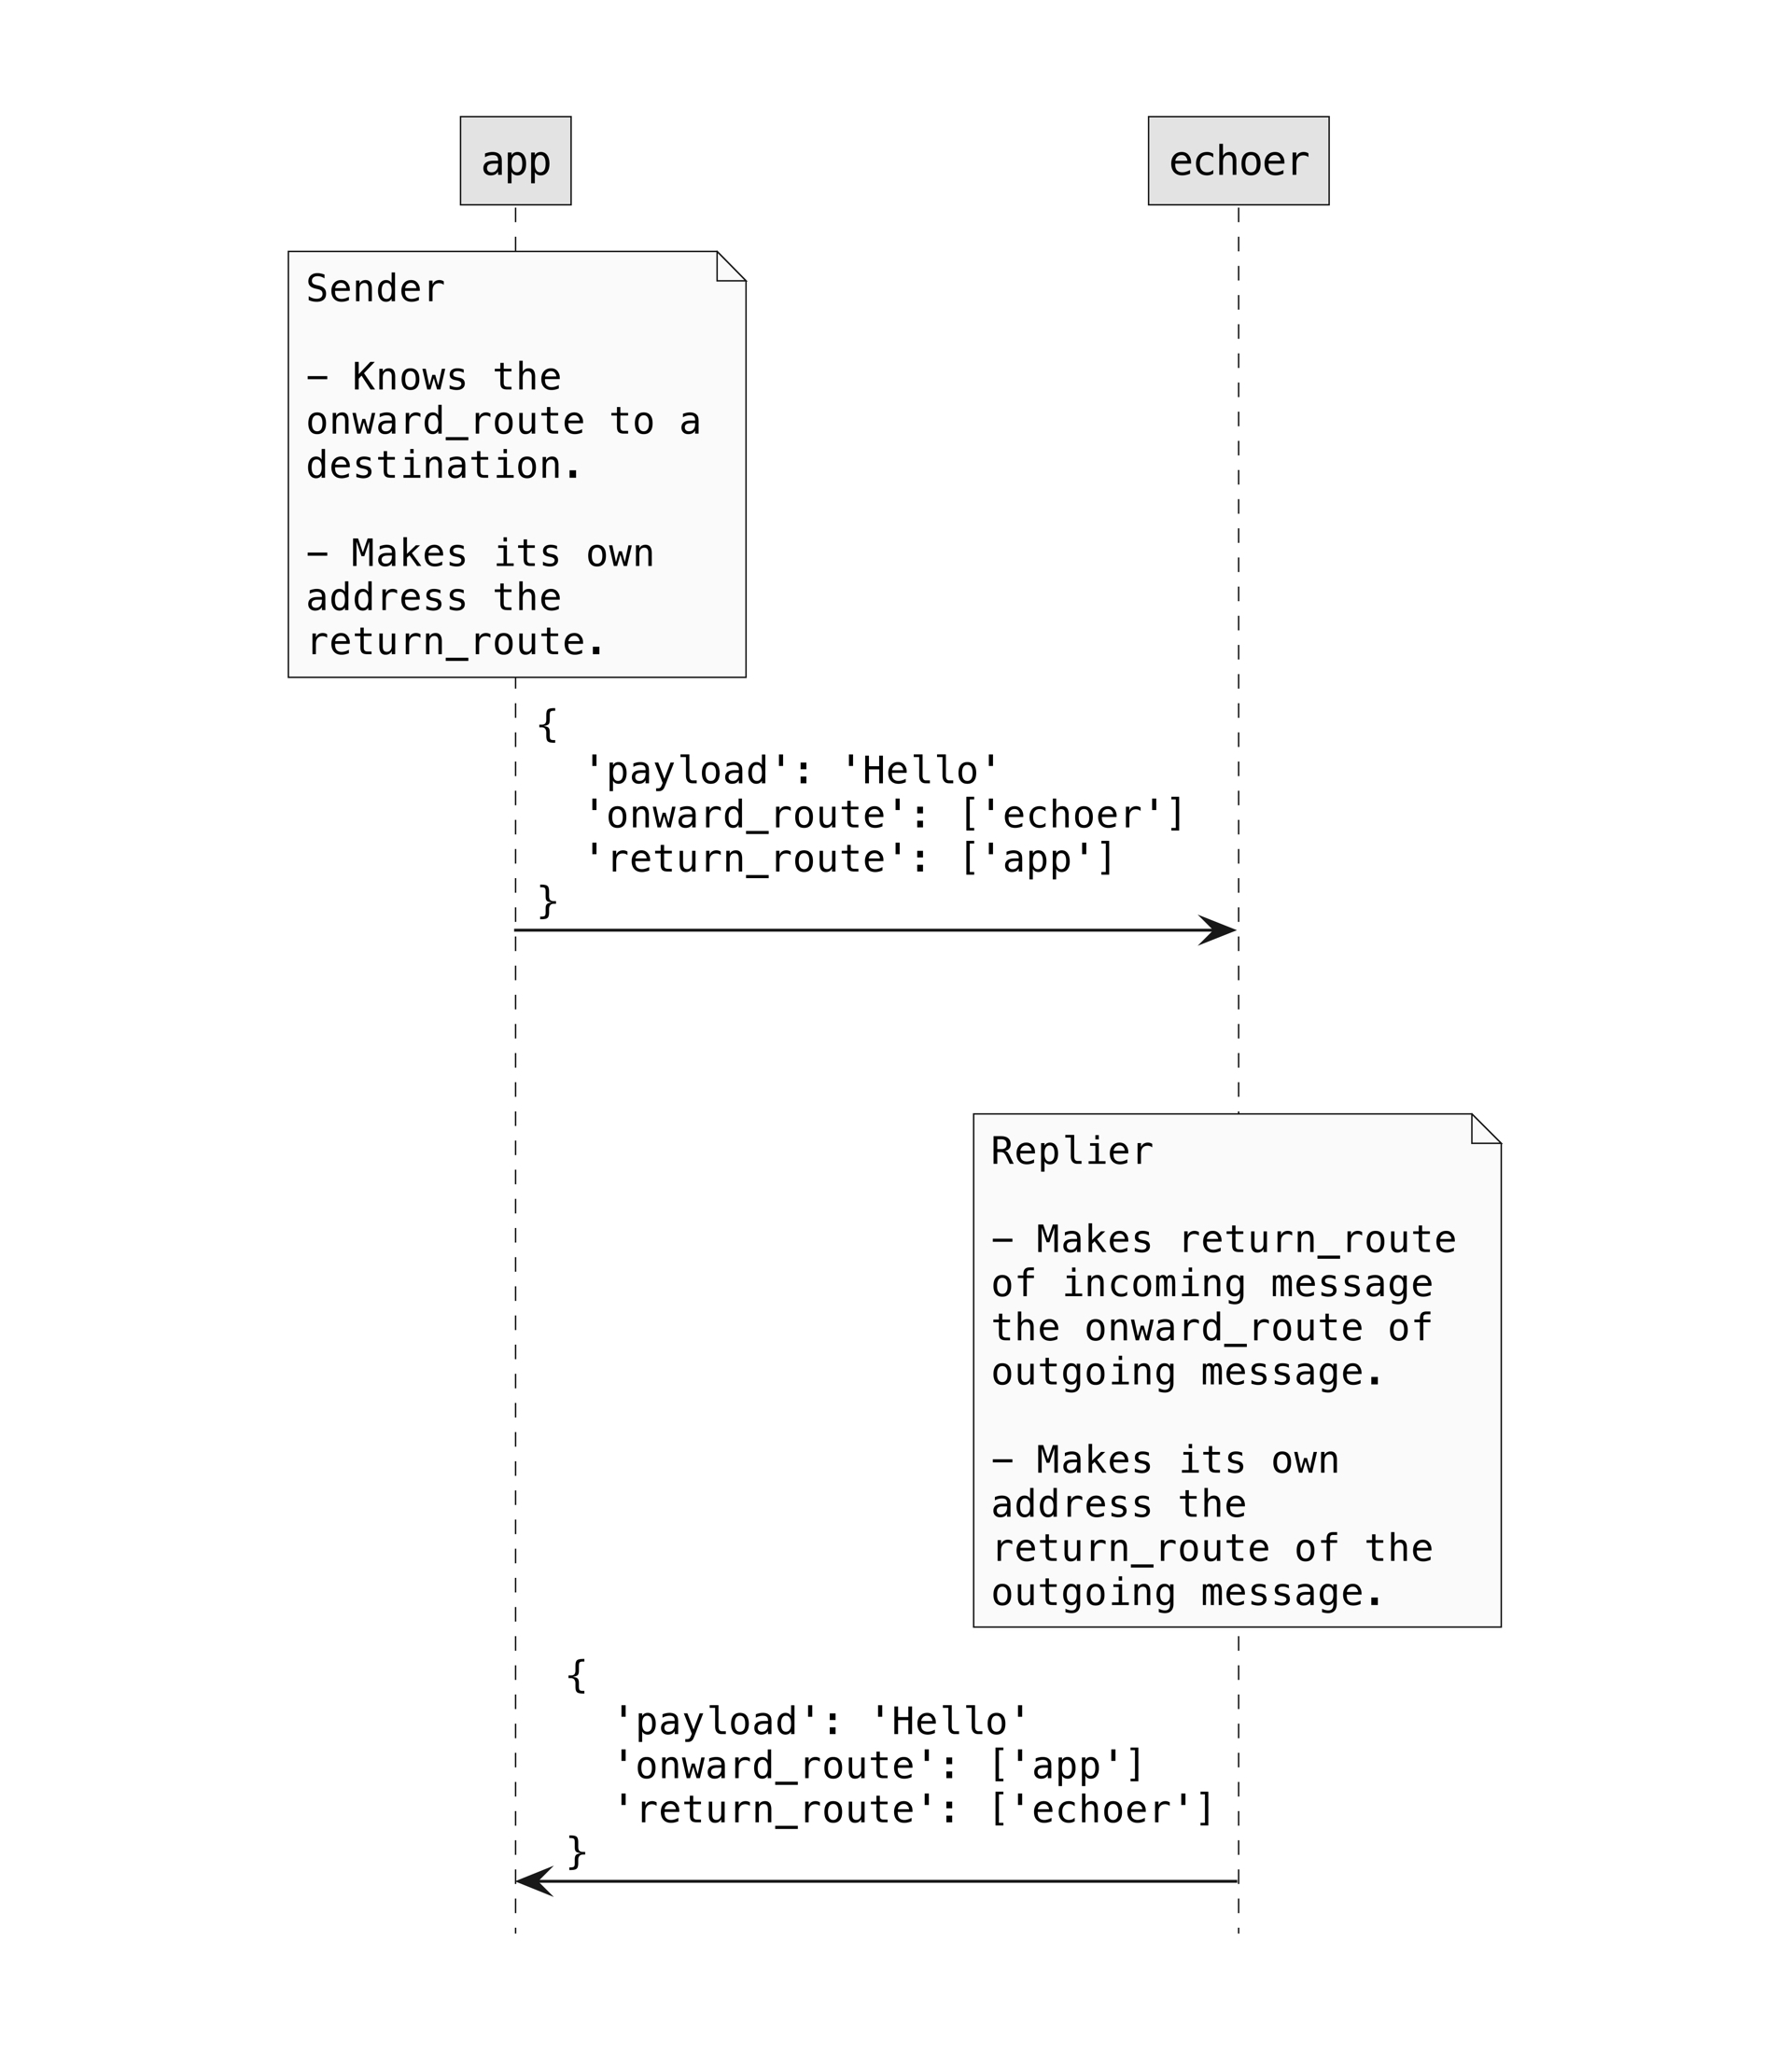 app
echoer
Sender
– Knows the
onward_route to a
destination.
– Makes its own
address the
return_route.
{
'payload': 'Hello'
'onward_route': ['echoer']
'return_route': ['app']
}
Replier
– Makes return_route
of incoming message
the onward_route of
outgoing message.
– Makes its own
address the
return_route of the
outgoing message.
{
'payload': 'Hello'
'onward_route': ['app']
'return_route': ['echoer']
}